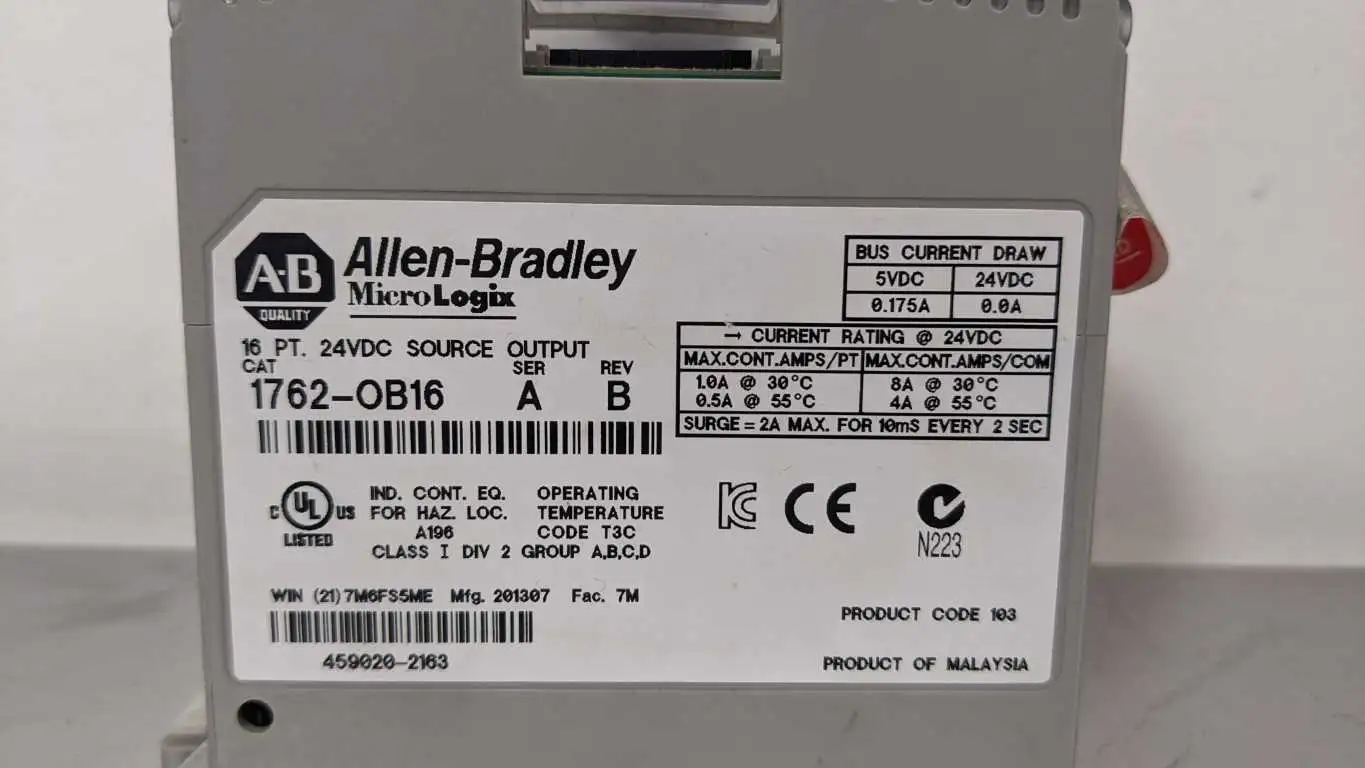 A-B
QUALITY
Allen-Bradley
MicroLogix
16 PT. 24VDC SOURCE OUTPUT
CAT SER REV
1762-OB16 A B
BUS CURRENT DRAW
5VDC 24VDC
0.175A 0.0A
→ CURRENT RATING @ 24VDC
MAX.CONT.AMPS/PT MAX.CONT.AMPS/COM
1.0A @ 30°C 8A @ 30°C
0.5A @ 55°C 4A @ 55°C
SURGE = 2A MAX. FOR 10mS EVERY 2 SEC
C UL US
LISTED
IND. CONT. EQ.
FOR HAZ. LOC.
A196
OPERATING
TEMPERATURE
CODE T3C
CLASS I DIV 2 GROUP A,B,C,D
KC CE
N223
WIN (21) 7M6FS5ME Mfg. 201307 Fac. 7M
459020-2163
PRODUCT CODE 103
PRODUCT OF MALAYSIA